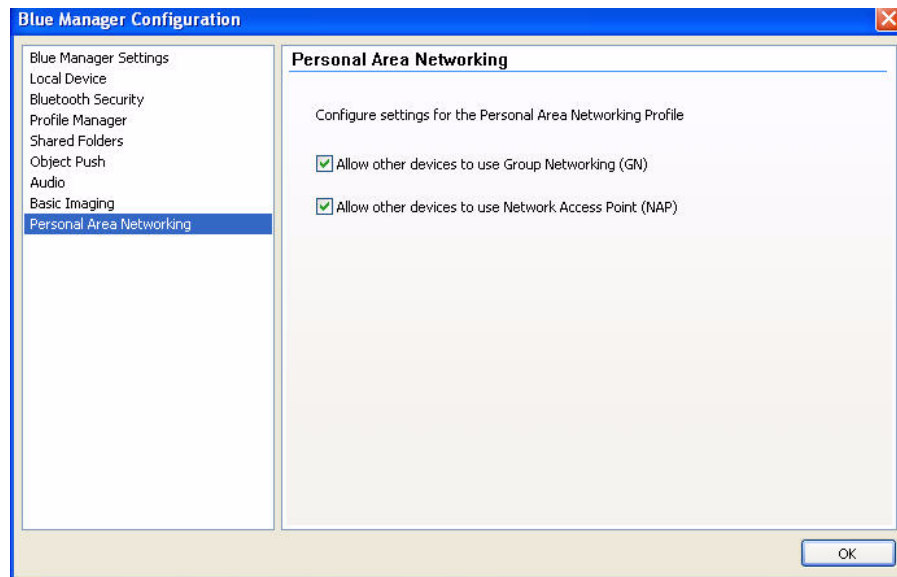 Blue Manager Configuration
Blue Manager Settings
Local Device
Bluetooth Security
Profile Manager
Shared Folders
Object Push
Audio
Basic Imaging
Personal Area Networking
Personal Area Networking
Configure settings for the Personal Area Networking Profile
Allow other devices to use Group Networking (GN)
Allow other devices to use Network Access Point (NAP)
OK